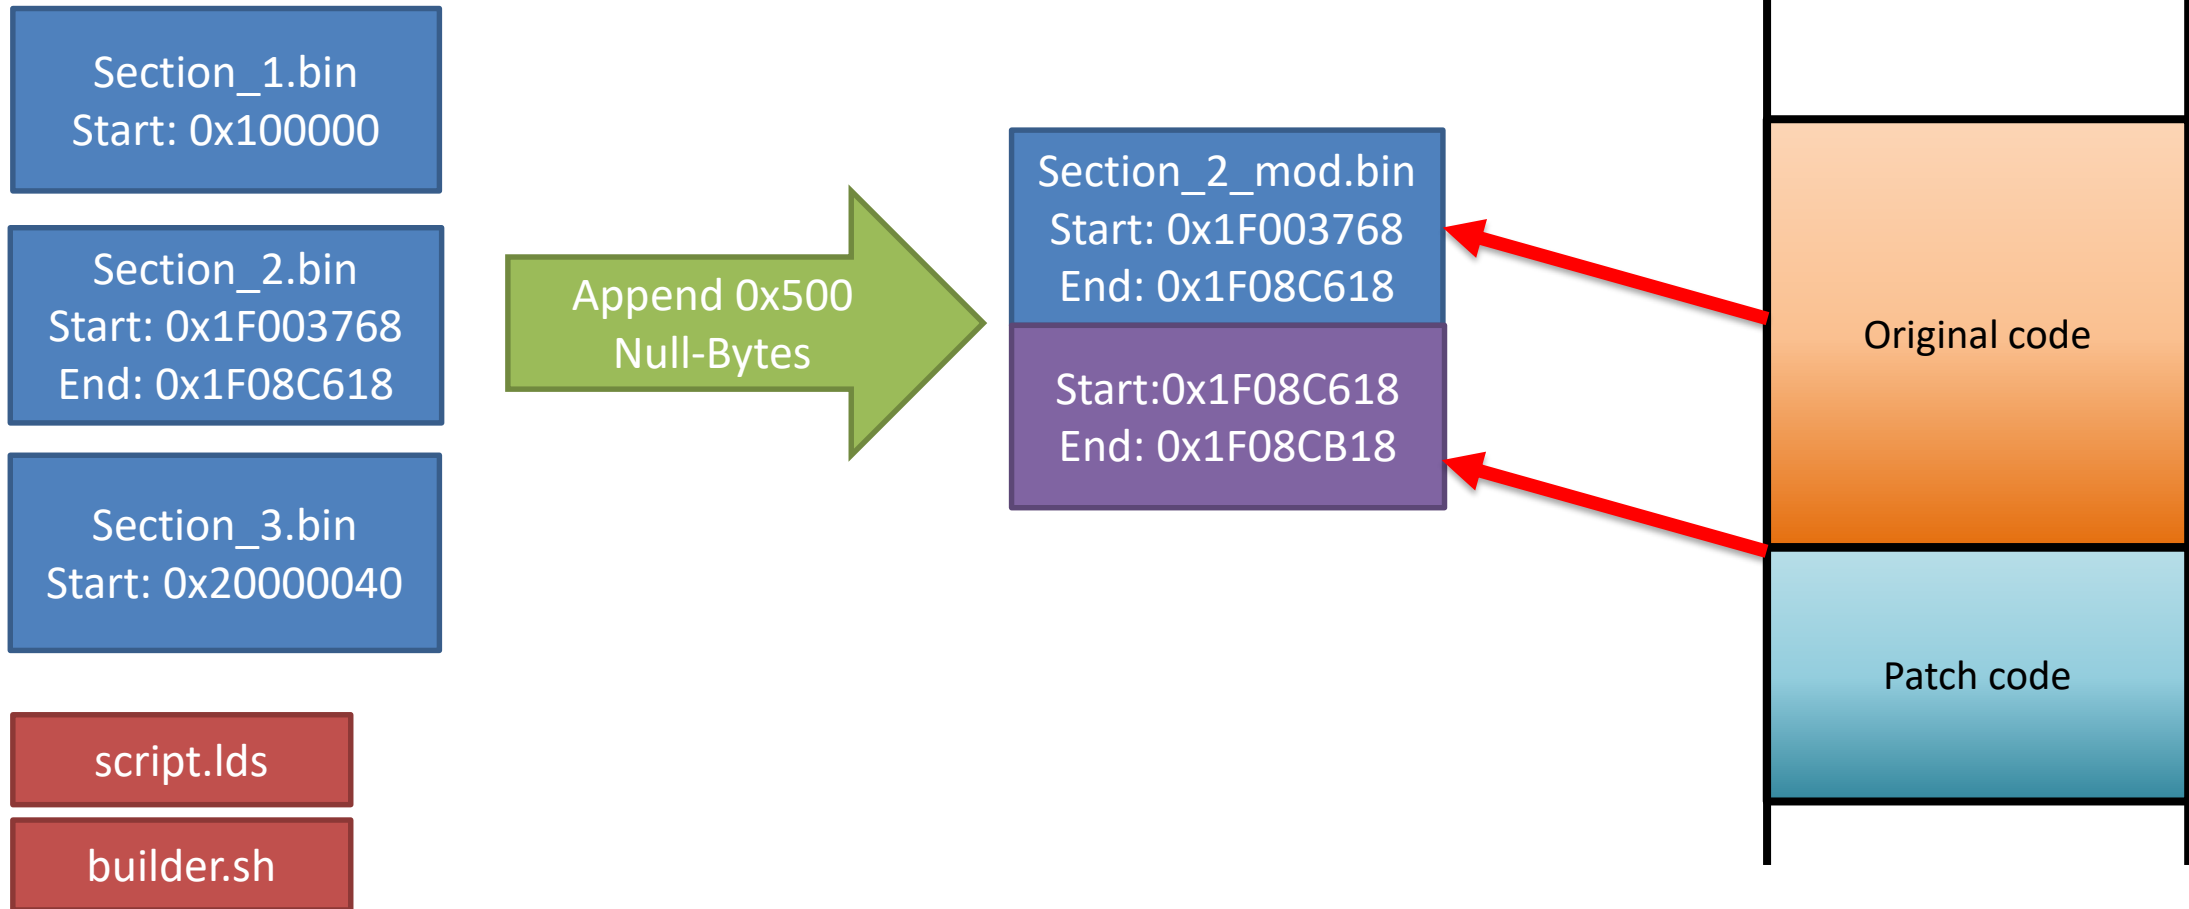 Section_1.bin
Start: 0x100000
Section_2.bin
Start: 0x1F003768
End: 0x1F08C618
Section_3.bin
Start: 0x20000040
script.lds
builder.sh
Append 0x500
Null-Bytes
Section_2_mod.bin
Start: 0x1F003768
End: 0x1F08C618
Start:0x1F08C618
End: 0x1F08CB18
Original code
Patch code